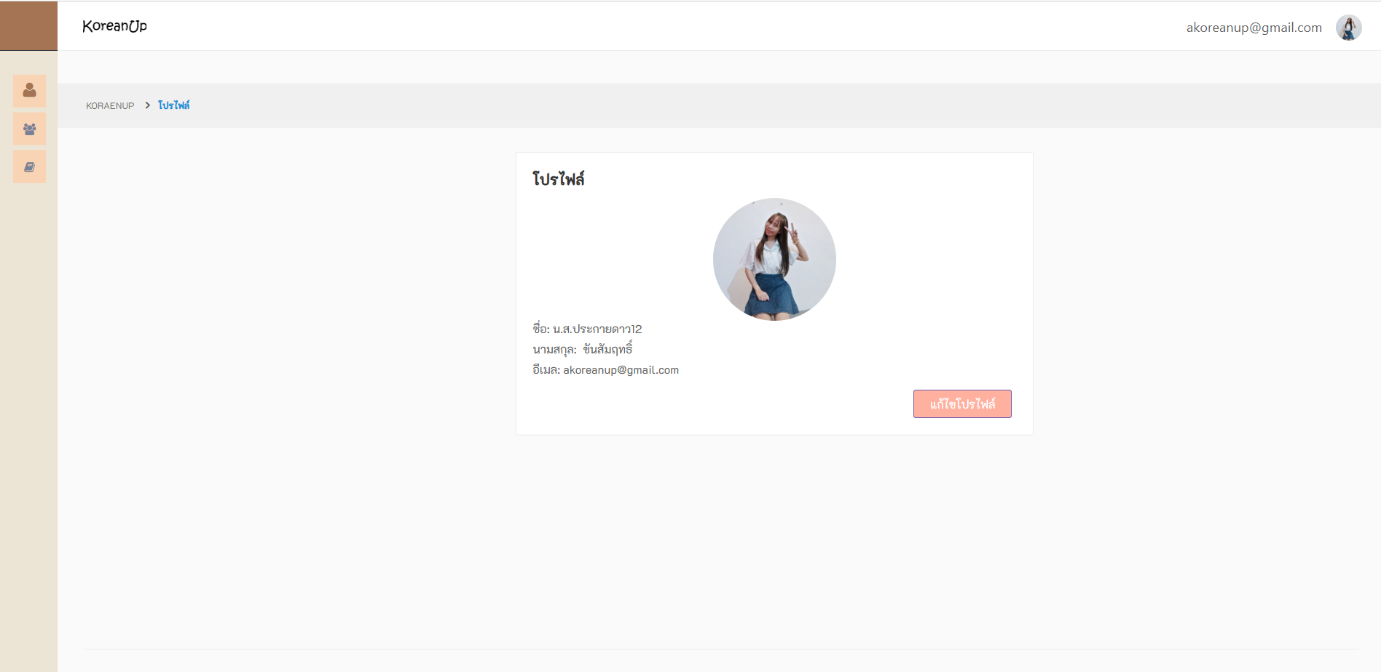 KoreanUp
akoreanup@gmail.com
KORAENUP > โปรไฟล์
โปรไฟล์
ชื่อ: น.ส.ประกายดาว12
นามสกุล: ขันสัมฤทธิ์
อีเมล: akoreanup@gmail.com
แก้ไขโปรไฟล์